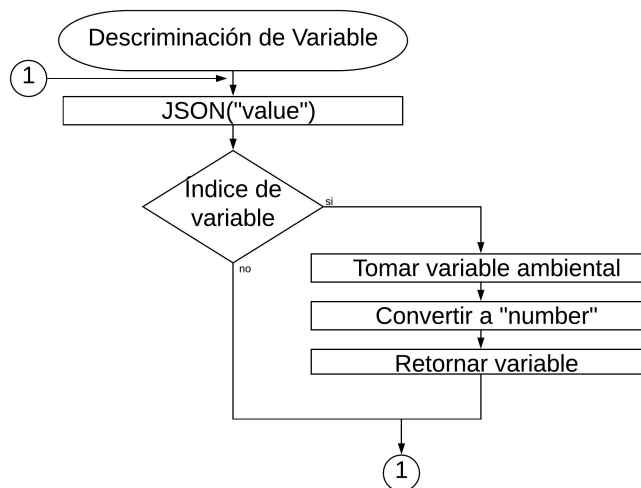 Descriminación de Variable
1
JSON("value")
Índice de
variable
si
no
Tomar variable ambiental
Convertir a "number"
Retornar variable
1